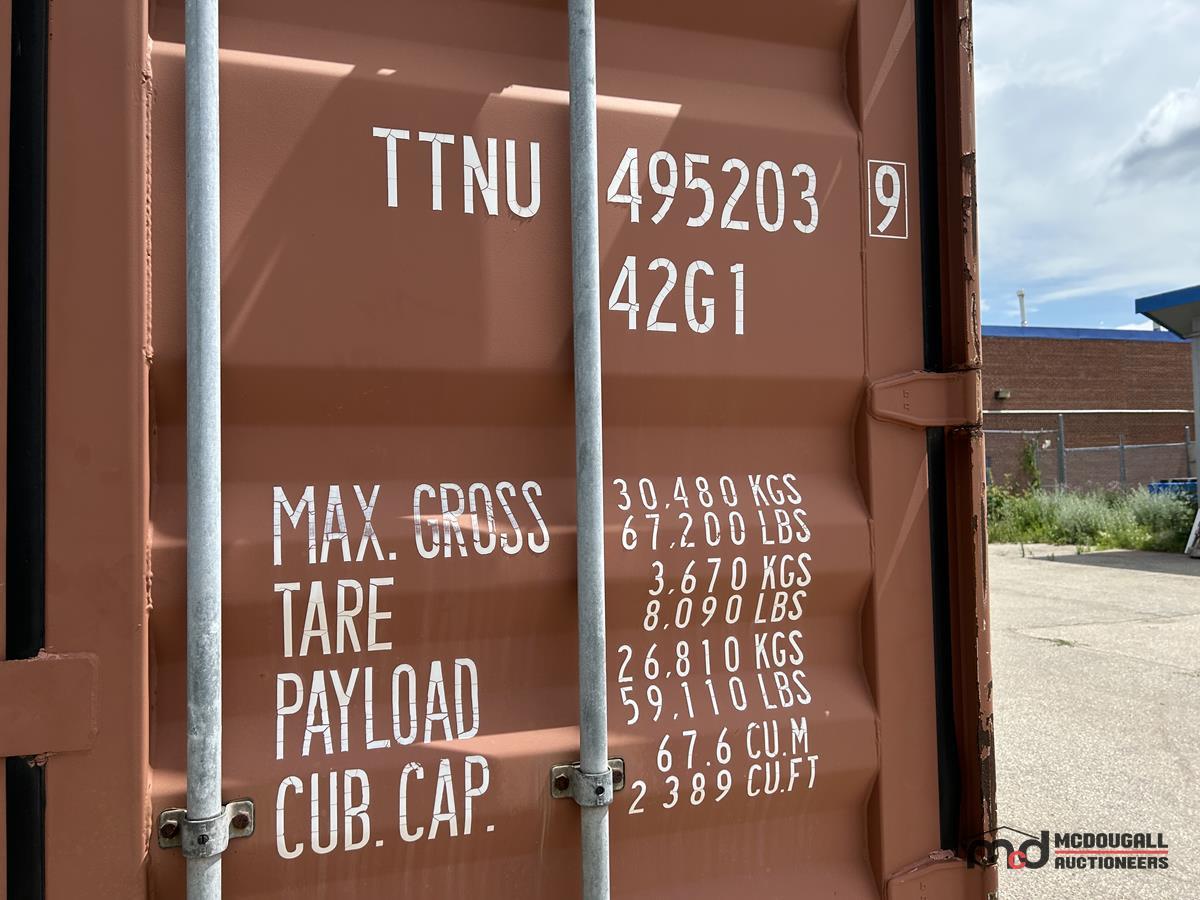 TTNU 495203 9
42G1
MAX. GROSS 30,480 KGS
67,200 LBS
TARE 3,670 KGS
8,090 LBS
PAYLOAD 26,810 KGS
59,110 LBS
CUB. CAP. 67.6 CU.M
2 389 CU.FT
mcd MCDOUGALL
AUCTIONEERS